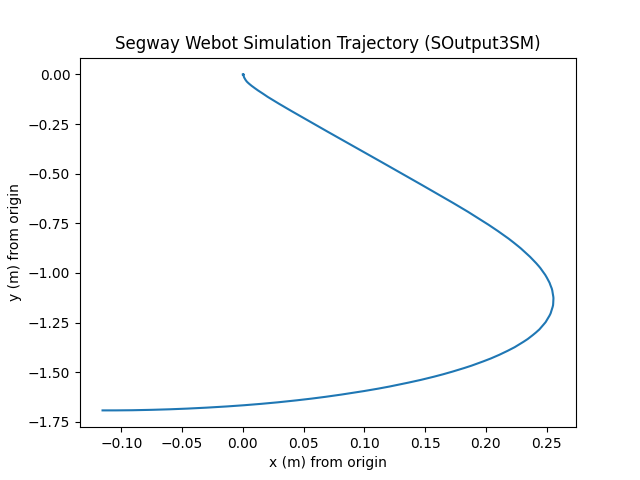 Segway Webot Simulation Trajectory (SOutput3SM)
0.00
−0.25
−0.50
−0.75
−1.00
−1.25
−1.50
−1.75
y (m) from origin
−0.10 −0.05 0.00 0.05 0.10 0.15 0.20 0.25
x (m) from origin